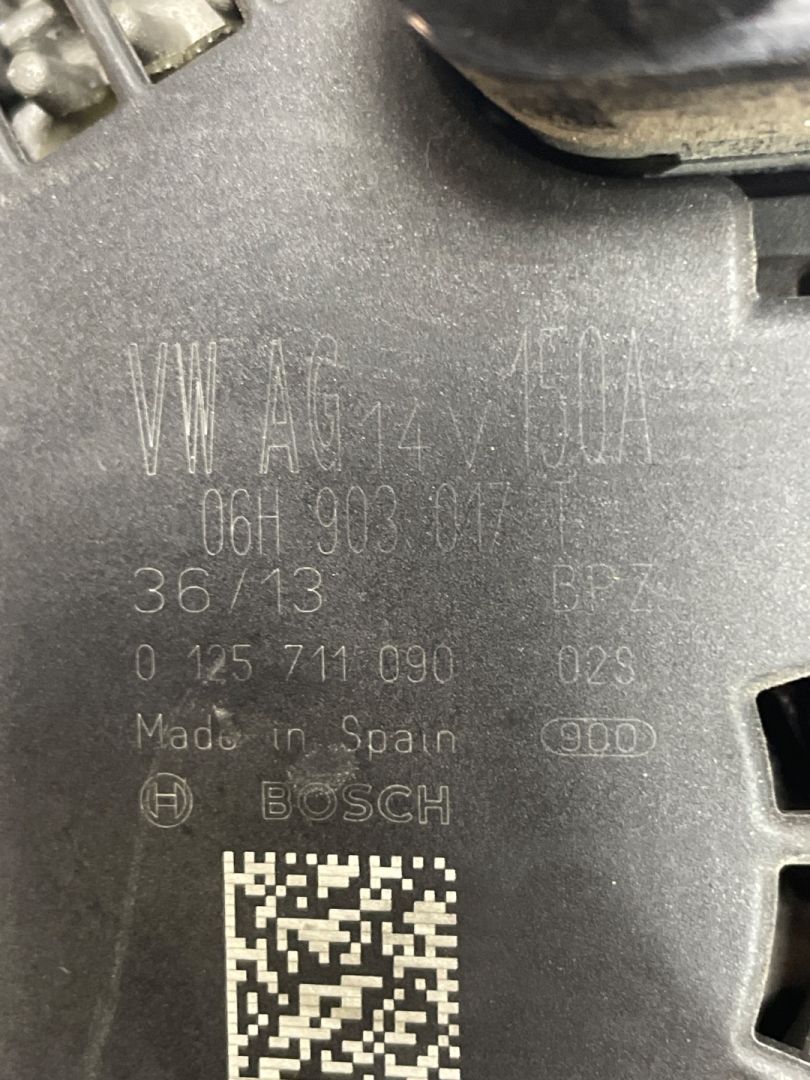 VW AG 14V 150A
06H 903 017 T
36/13 BPZ
0 125 711 090 02S
Made in Spain 900
H BOSCH